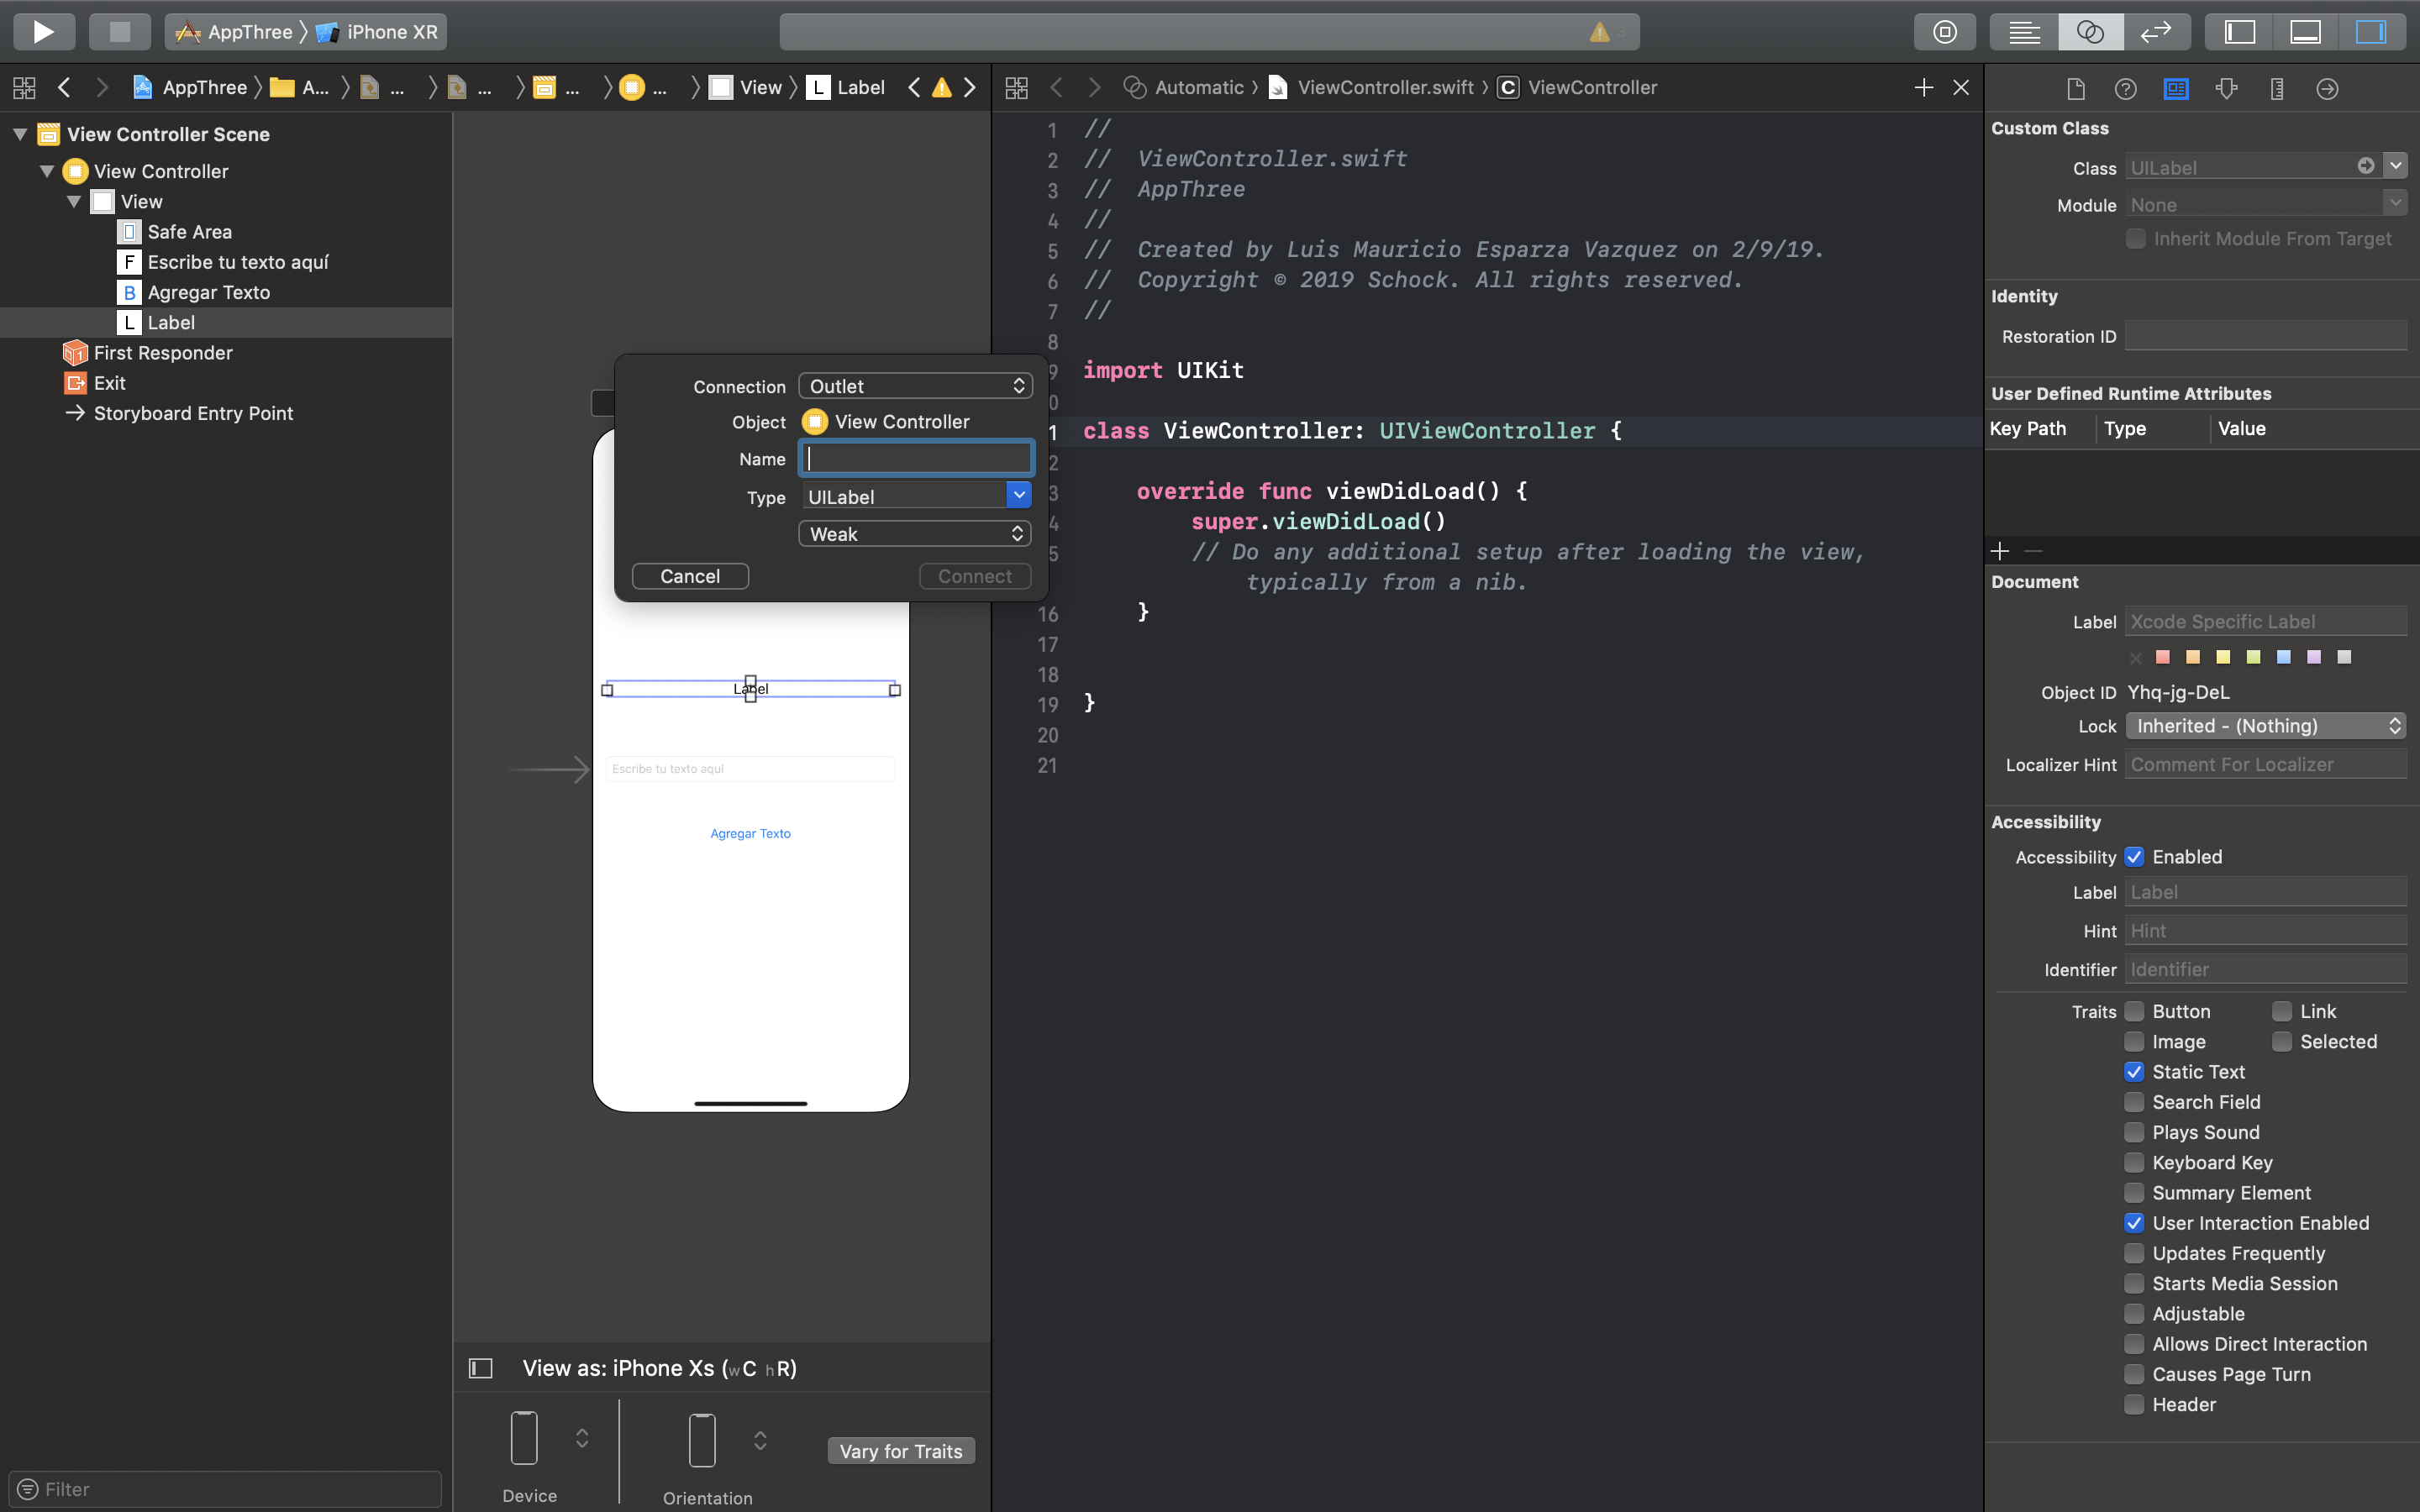 AppThree iPhone XR
3
AppThree A... ... ... ... ... View L Label
Automatic ViewController.swift C ViewController
View Controller Scene
View Controller
View
Safe Area
F Escribe tu texto aquí
B Agregar Texto
L Label
First Responder
Exit
Storyboard Entry Point
Filter
Connection Outlet
Object View Controller
Name
Type UILabel
Weak
Cancel Connect
Label
Escribe tu texto aquí
Agregar Texto
View as: iPhone Xs (wC hR)
Device
Orientation
Vary for Traits
1 //
2 //  ViewController.swift
3 //  AppThree
4 //
5 //  Created by Luis Mauricio Esparza Vazquez on 2/9/19.
6 //  Copyright © 2019 Schock. All rights reserved.
7 //
8
9 import UIKit
0
1 class ViewController: UIViewController {
2
3     override func viewDidLoad() {
4         super.viewDidLoad()
5         // Do any additional setup after loading the view,
typically from a nib.
16     }
17
18
19 }
20
21
Custom Class
Class UILabel
Module None
Inherit Module From Target
Identity
Restoration ID
User Defined Runtime Attributes
Key Path Type Value
Document
Label Xcode Specific Label
Object ID Yhq-jg-DeL
Lock Inherited - (Nothing)
Localizer Hint Comment For Localizer
Accessibility
Accessibility Enabled
Label Label
Hint Hint
Identifier Identifier
Traits Button Link
Image Selected
Static Text
Search Field
Plays Sound
Keyboard Key
Summary Element
User Interaction Enabled
Updates Frequently
Starts Media Session
Adjustable
Allows Direct Interaction
Causes Page Turn
Header